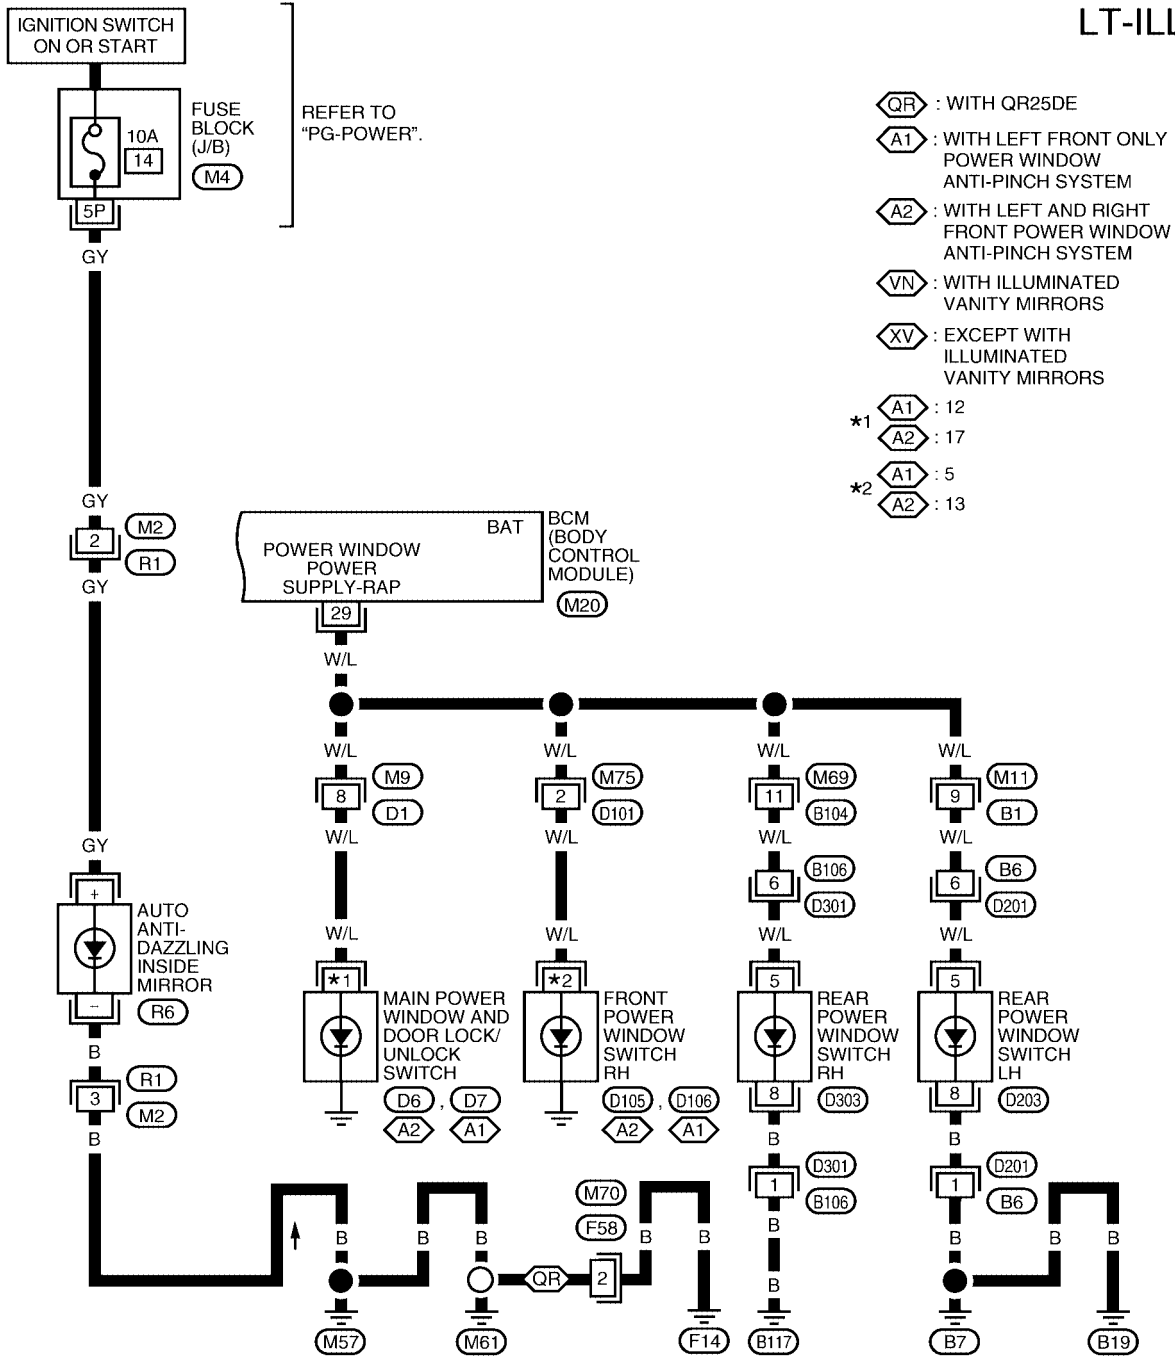 LT-ILL
IGNITION SWITCH
ON OR START
FUSE
BLOCK
(J/B)
M4
10A
14
5P
REFER TO
"PG-POWER".
QR : WITH QR25DE
A1 : WITH LEFT FRONT ONLY
POWER WINDOW
ANTI-PINCH SYSTEM
A2 : WITH LEFT AND RIGHT
FRONT POWER WINDOW
ANTI-PINCH SYSTEM
VN : WITH ILLUMINATED
VANITY MIRRORS
XV : EXCEPT WITH
ILLUMINATED
VANITY MIRRORS
*1 A1 : 12
A2 : 17
*2 A1 : 5
A2 : 13
GY
GY
2 M2
R1
GY
GY
BAT
POWER WINDOW
POWER
SUPPLY-RAP
BCM
(BODY
CONTROL
MODULE)
M20
29
W/L
W/L W/L W/L W/L
8 M9 2 M75 11 M69 9 M11
D1 D101 B104 B1
W/L W/L W/L W/L
6 B106 6 B6
D301 D201
W/L W/L W/L W/L
+
AUTO
ANTI-
DAZZLING
INSIDE
MIRROR
R6
–
B
R1
3
M2
B
*1 *2 5 5
MAIN POWER
WINDOW AND
DOOR LOCK/
UNLOCK
SWITCH
D6 , D7
A2 A1
FRONT
POWER
WINDOW
SWITCH
RH
D105 , D106
A2 A1
REAR
POWER
WINDOW
SWITCH
RH
8 D303
REAR
POWER
WINDOW
SWITCH
LH
8 D203
B B
1 D301 1 D201
B106 B6
M70
F58
B B B B B B B B B
QR 2
B
M57 M61 F14 B117 B7 B19